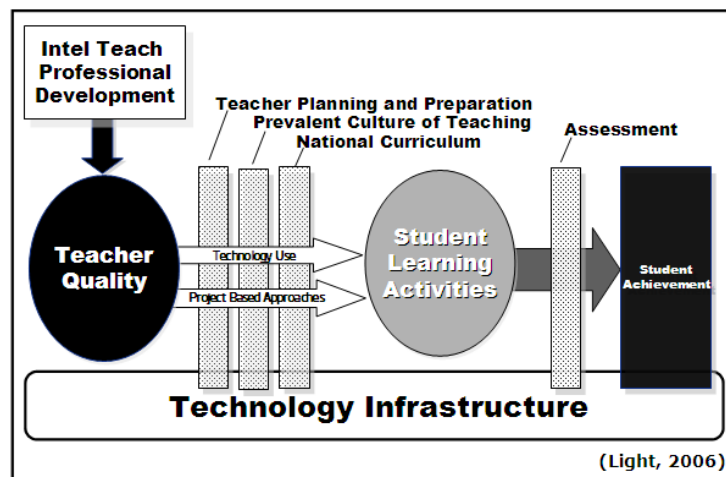 Intel Teach
Professional
Development
Teacher Planning and Preparation
Prevalent Culture of Teaching
National Curriculum
Assessment
Teacher
Quality
Technology Use
Project Based Approaches
Student
Learning
Activities
Student
Achievement
Technology Infrastructure
(Light, 2006)